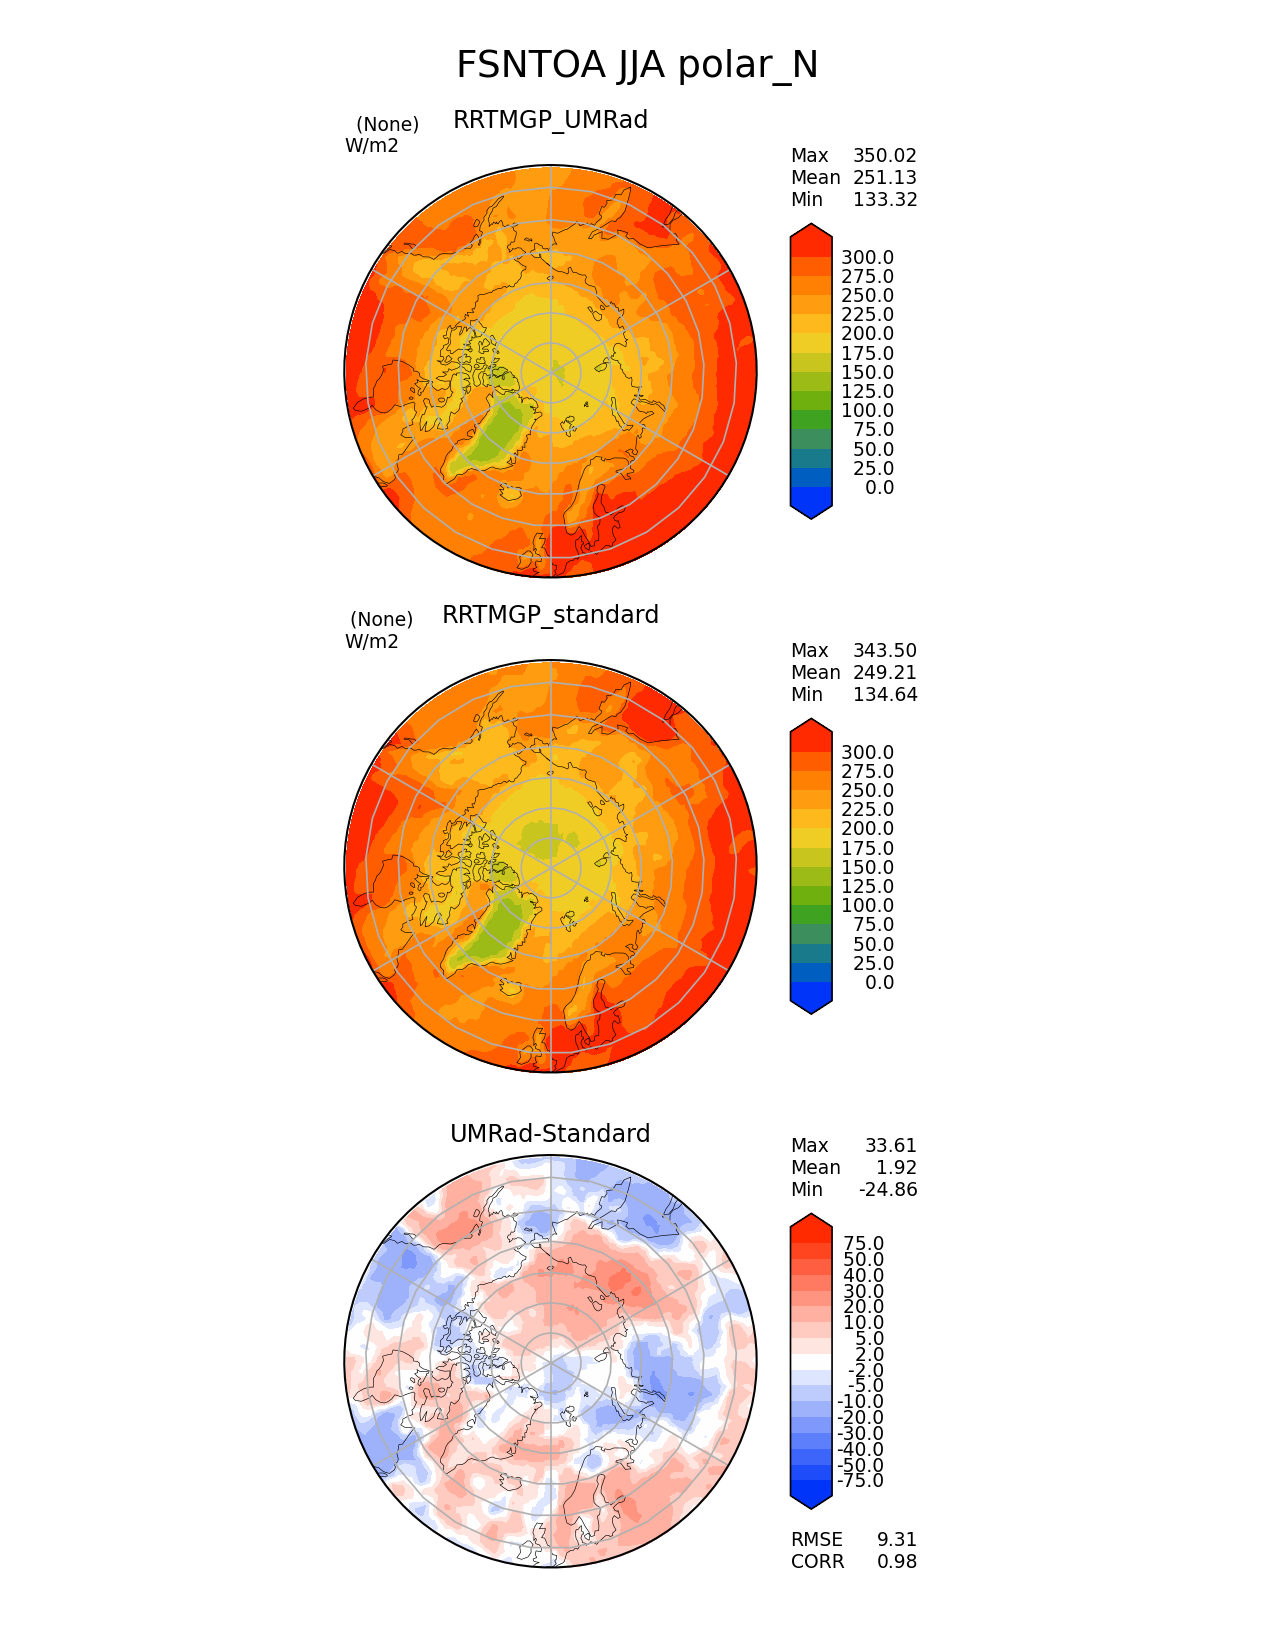 FSNTOA JJA polar_N
(None)
RRTMGP_UMRad
W/m2
Max 350.02
Mean 251.13
Min 133.32
300.0
275.0
250.0
225.0
200.0
175.0
150.0
125.0
100.0
75.0
50.0
25.0
0.0
(None)
RRTMGP_standard
W/m2
Max 343.50
Mean 249.21
Min 134.64
300.0
275.0
250.0
225.0
200.0
175.0
150.0
125.0
100.0
75.0
50.0
25.0
0.0
UMRad-Standard
Max 33.61
Mean 1.92
Min -24.86
75.0
50.0
40.0
30.0
20.0
10.0
5.0
2.0
-2.0
-5.0
-10.0
-20.0
-30.0
-40.0
-50.0
-75.0
RMSE 9.31
CORR 0.98